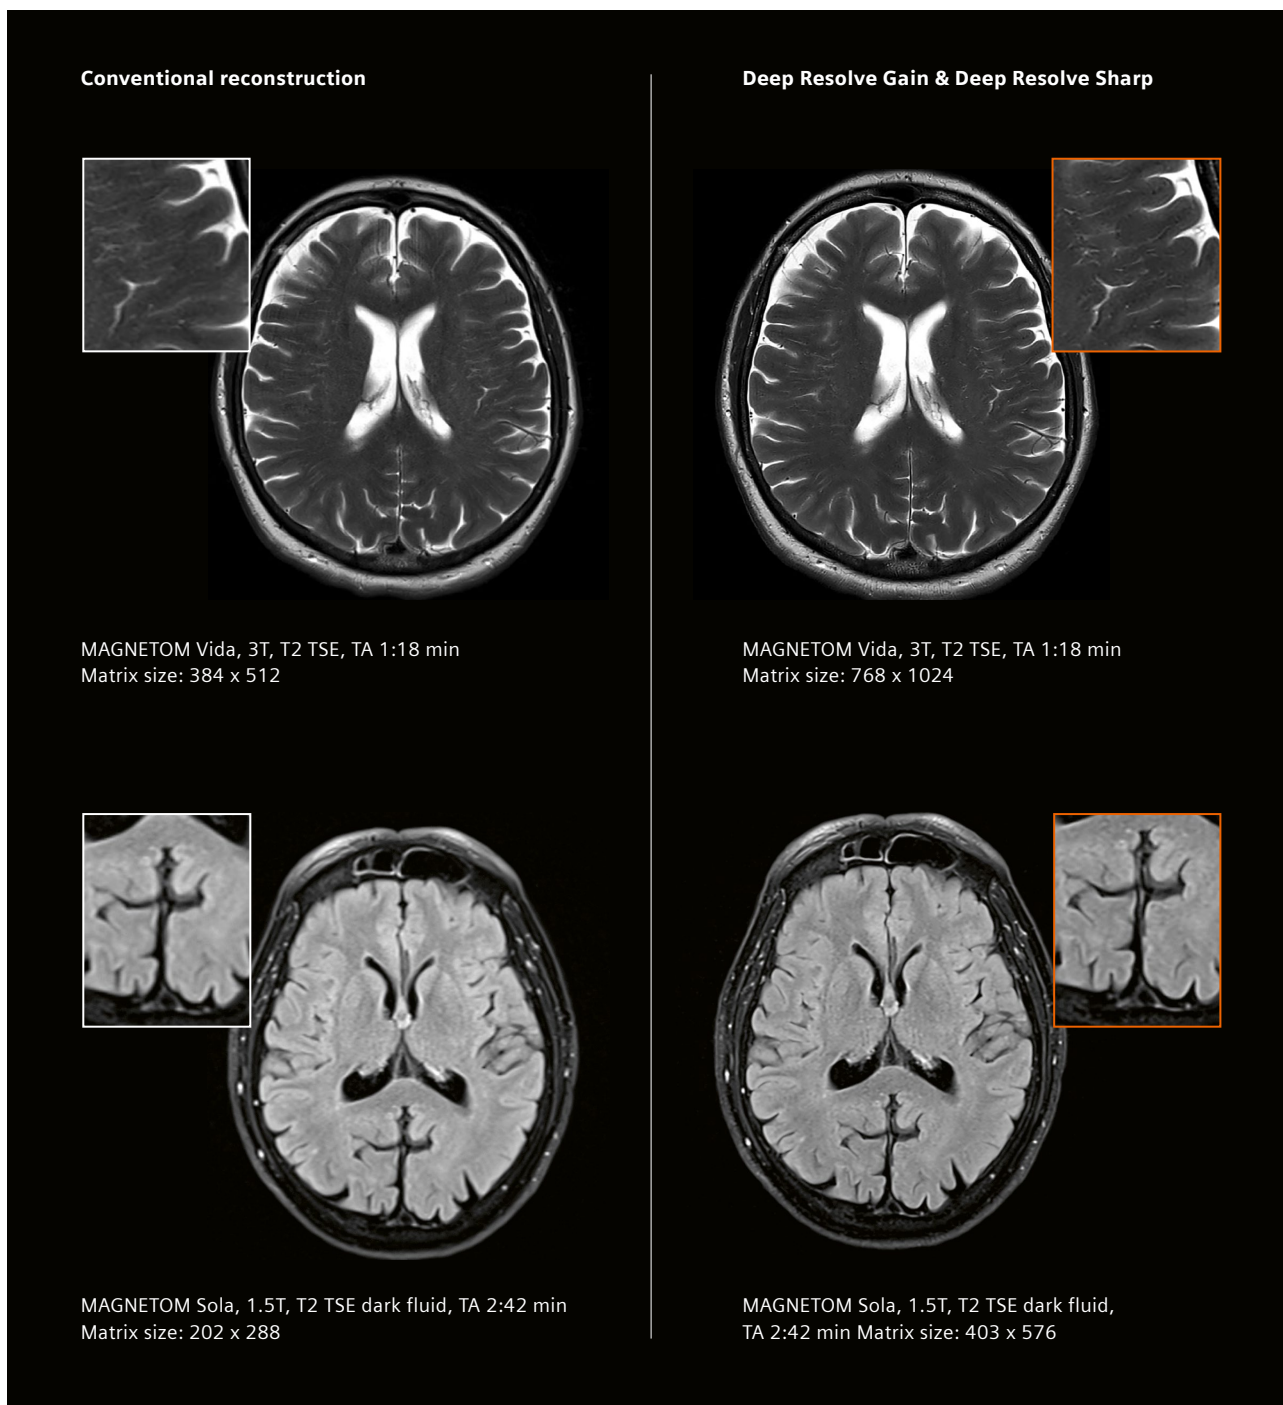 Conventional reconstruction
Deep Resolve Gain & Deep Resolve Sharp
MAGNETOM Vida, 3T, T2 TSE, TA 1:18 min
Matrix size: 384 x 512
MAGNETOM Vida, 3T, T2 TSE, TA 1:18 min
Matrix size: 768 x 1024
MAGNETOM Sola, 1.5T, T2 TSE dark fluid, TA 2:42 min
Matrix size: 202 x 288
MAGNETOM Sola, 1.5T, T2 TSE dark fluid,
TA 2:42 min Matrix size: 403 x 576